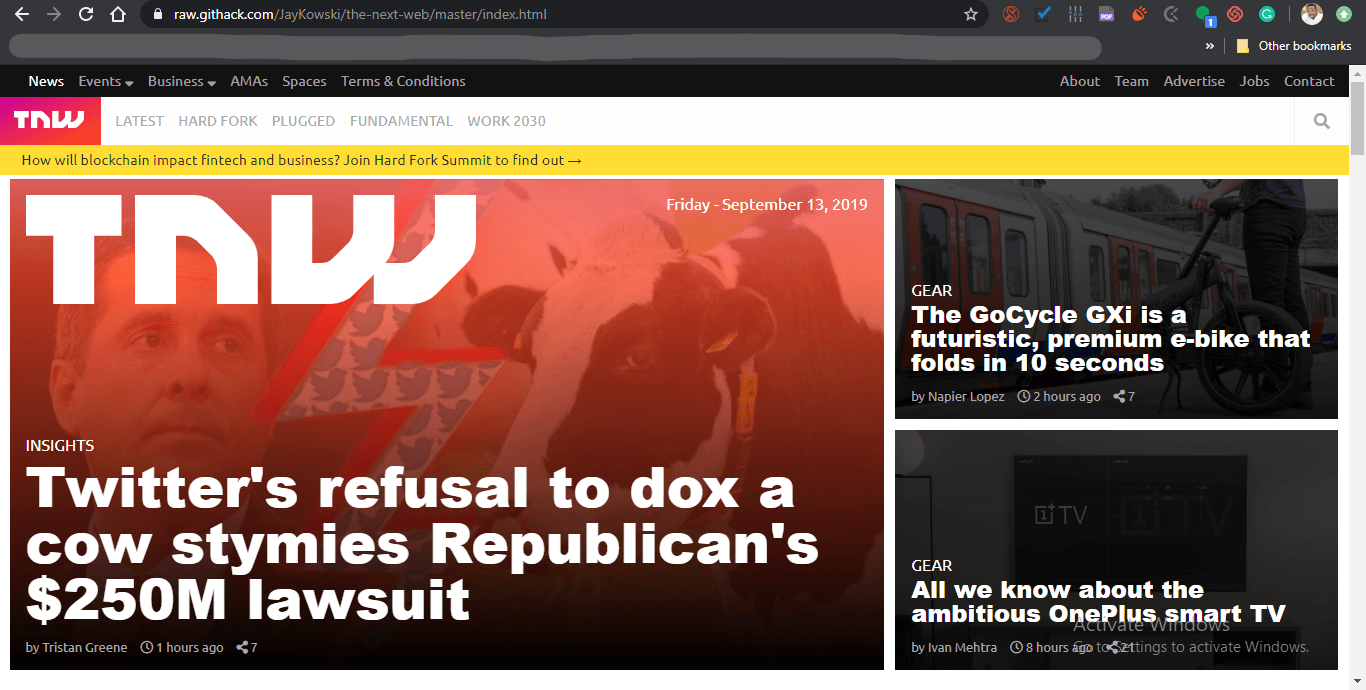 raw.githack.com/JayKowski/the-next-web/master/index.html
PDF
1
» Other bookmarks
News Events Business AMAs Spaces Terms & Conditions About Team Advertise Jobs Contact
TNW LATEST HARD FORK PLUGGED FUNDAMENTAL WORK 2030
How will blockchain impact fintech and business? Join Hard Fork Summit to find out →
TNW
Friday - September 13, 2019
INSIGHTS
Twitter's refusal to dox a
cow stymies Republican's
$250M lawsuit
by Tristan Greene 1 hours ago 7
GEAR
The GoCycle GXi is a
futuristic, premium e-bike that
folds in 10 seconds
by Napier Lopez 2 hours ago 7
1+ TV
GEAR
All we know about the
ambitious OnePlus smart TV
by Ivan Mehtra 8 hours ago 21
Activate Windows
Go to Settings to activate Windows.